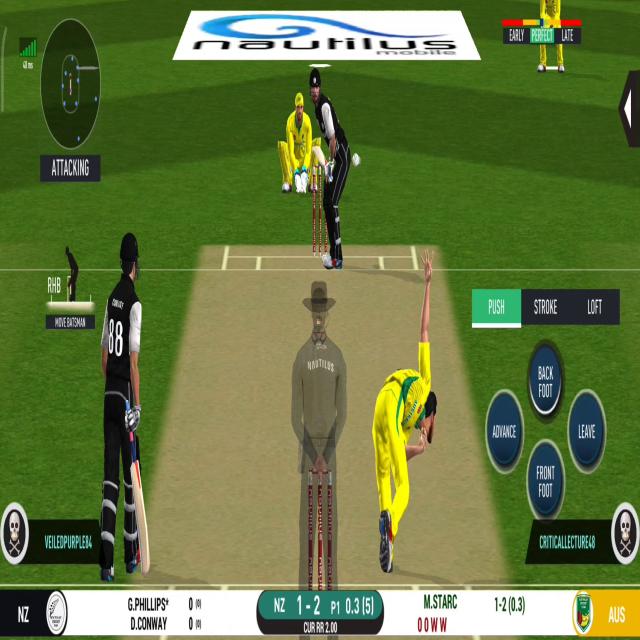 nautilus
mobile
EARLY PERFECT LATE
48 ms
ATTACKING
RHB
MOVE BATSMAN
CONWAY
88
NAUTILUS
PUSH STROKE LOFT
BACK FOOT
ADVANCE
LEAVE
FRONT FOOT
VEILEDPURPLE84
CRITICALLECTURE48
NZ
G.PHILLIPS* 0 (0)
D.CONWAY 0 (0)
NZ 1-2 P1 0.3 (5)
CUR RR 2.00
M.STARC 1-2 (0.3)
0 0 W W
AUS